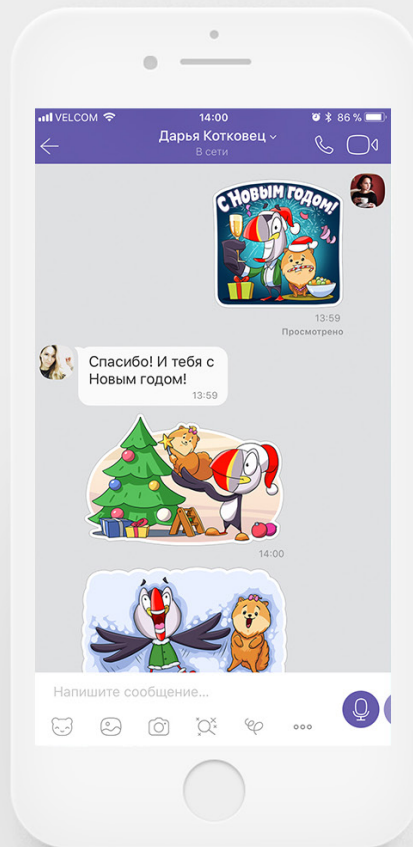 VELCOM 14:00 86 %
Дарья Котковец
В сети
С Новым годом!
13:59
Просмотрено
Спасибо! И тебя с
Новым годом!
13:59
14:00
Напишите сообщение...